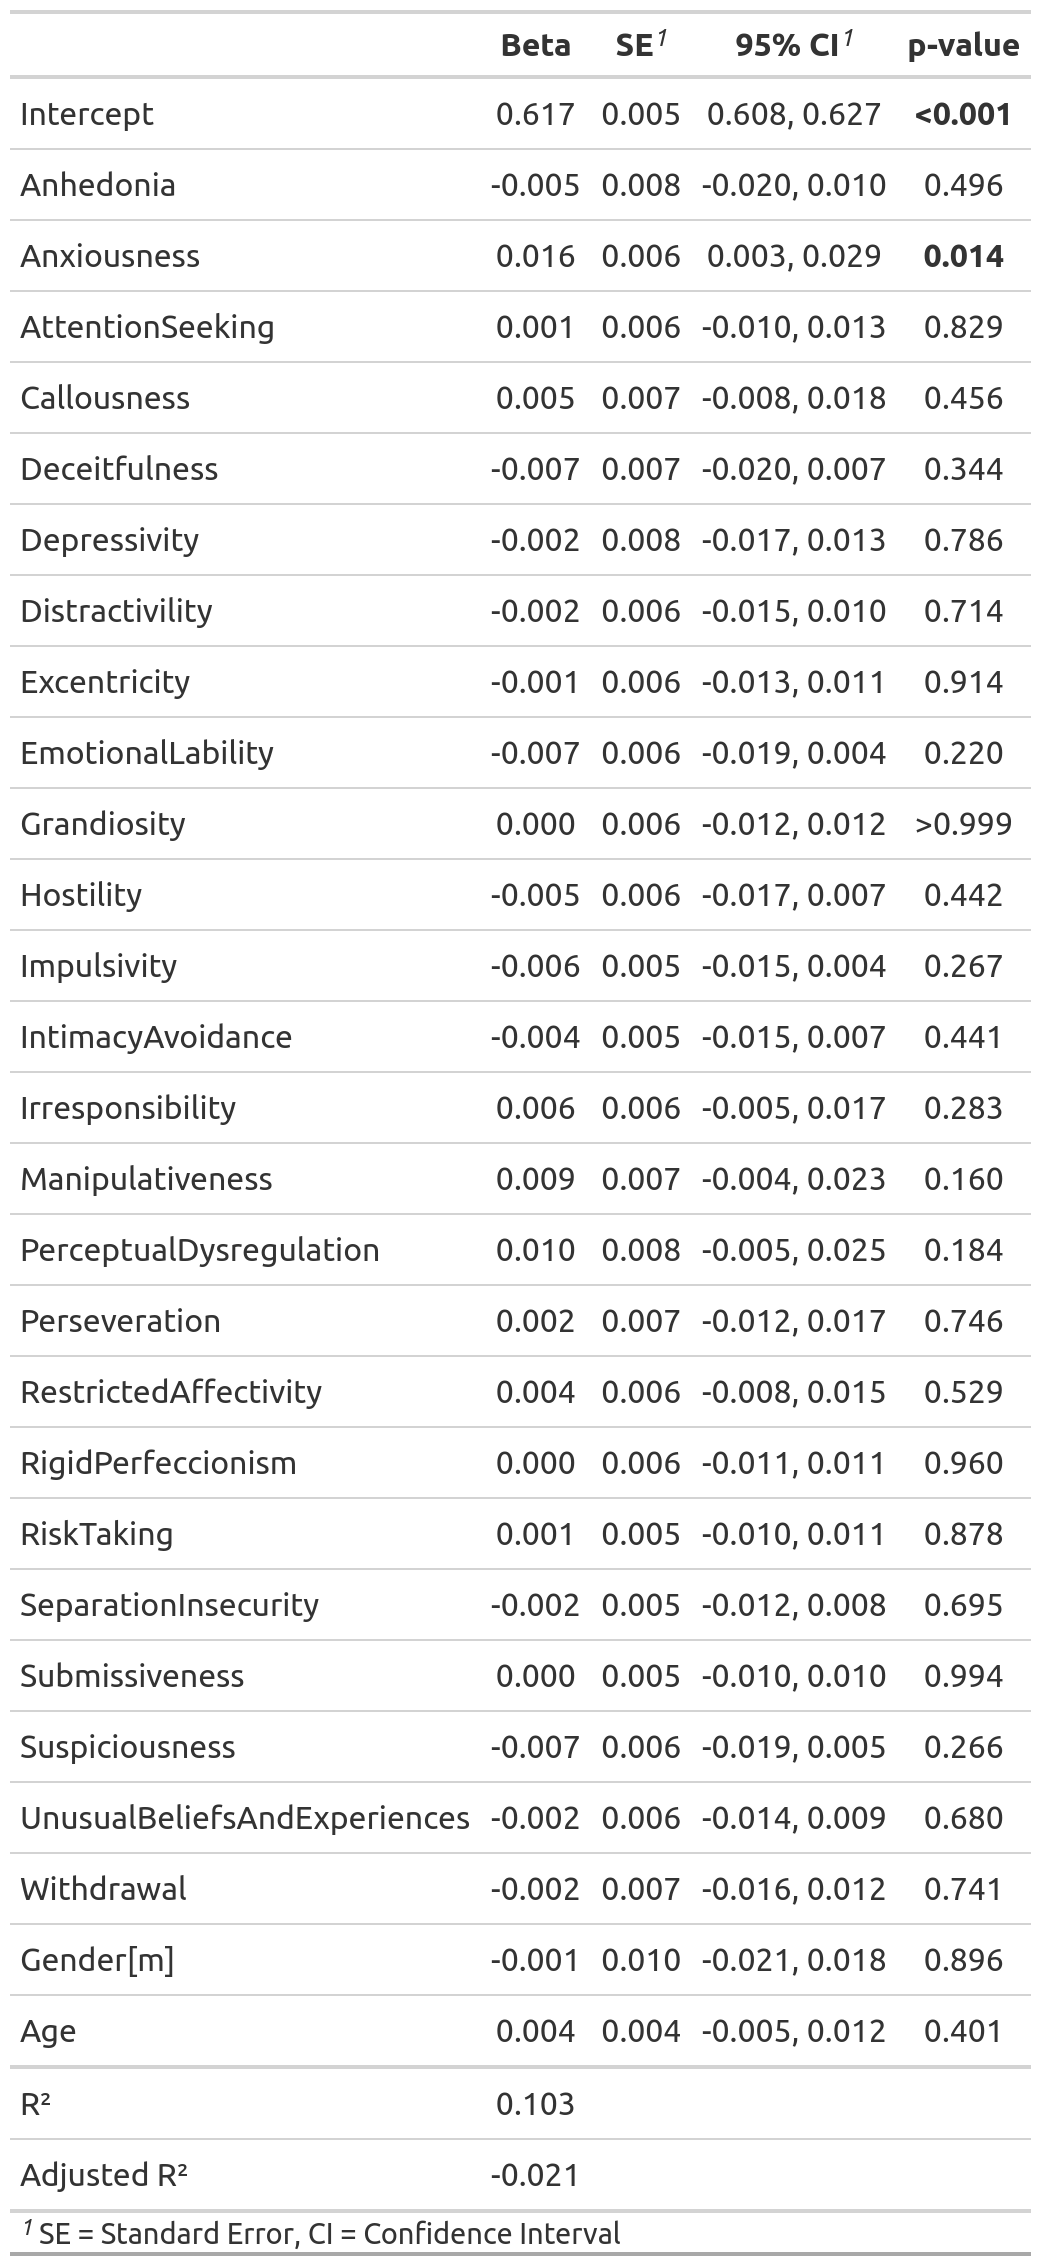 Beta SE¹ 95% CI¹ p-value
Intercept 0.617 0.005 0.608, 0.627 <0.001
Anhedonia -0.005 0.008 -0.020, 0.010 0.496
Anxiousness 0.016 0.006 0.003, 0.029 0.014
AttentionSeeking 0.001 0.006 -0.010, 0.013 0.829
Callousness 0.005 0.007 -0.008, 0.018 0.456
Deceitfulness -0.007 0.007 -0.020, 0.007 0.344
Depressivity -0.002 0.008 -0.017, 0.013 0.786
Distractivility -0.002 0.006 -0.015, 0.010 0.714
Excentricity -0.001 0.006 -0.013, 0.011 0.914
EmotionalLability -0.007 0.006 -0.019, 0.004 0.220
Grandiosity 0.000 0.006 -0.012, 0.012 >0.999
Hostility -0.005 0.006 -0.017, 0.007 0.442
Impulsivity -0.006 0.005 -0.015, 0.004 0.267
IntimacyAvoidance -0.004 0.005 -0.015, 0.007 0.441
Irresponsibility 0.006 0.006 -0.005, 0.017 0.283
Manipulativeness 0.009 0.007 -0.004, 0.023 0.160
PerceptualDysregulation 0.010 0.008 -0.005, 0.025 0.184
Perseveration 0.002 0.007 -0.012, 0.017 0.746
RestrictedAffectivity 0.004 0.006 -0.008, 0.015 0.529
RigidPerfeccionism 0.000 0.006 -0.011, 0.011 0.960
RiskTaking 0.001 0.005 -0.010, 0.011 0.878
SeparationInsecurity -0.002 0.005 -0.012, 0.008 0.695
Submissiveness 0.000 0.005 -0.010, 0.010 0.994
Suspiciousness -0.007 0.006 -0.019, 0.005 0.266
UnusualBeliefsAndExperiences -0.002 0.006 -0.014, 0.009 0.680
Withdrawal -0.002 0.007 -0.016, 0.012 0.741
Gender[m] -0.001 0.010 -0.021, 0.018 0.896
Age 0.004 0.004 -0.005, 0.012 0.401
R² 0.103
Adjusted R² -0.021
¹ SE = Standard Error, CI = Confidence Interval